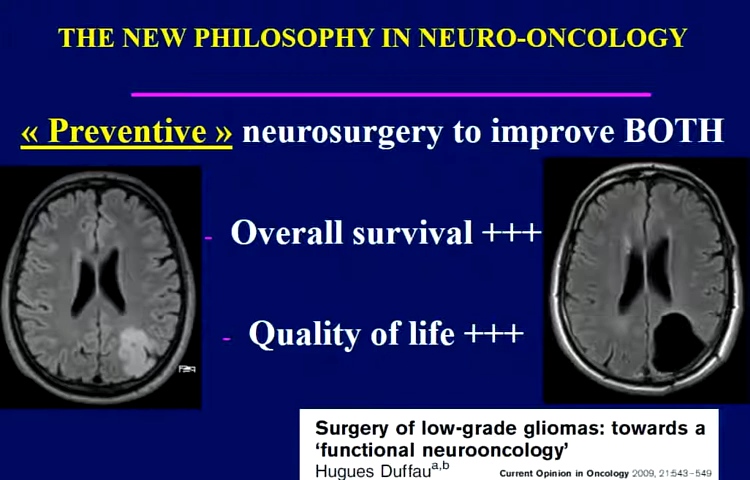 THE NEW PHILOSOPHY IN NEURO-ONCOLOGY
« Preventive » neurosurgery to improve BOTH
- Overall survival +++
- Quality of life +++
Surgery of low-grade gliomas: towards a
‘functional neurooncology’
Hugues Duffau a,b
Current Opinion in Oncology 2009, 21:543–549